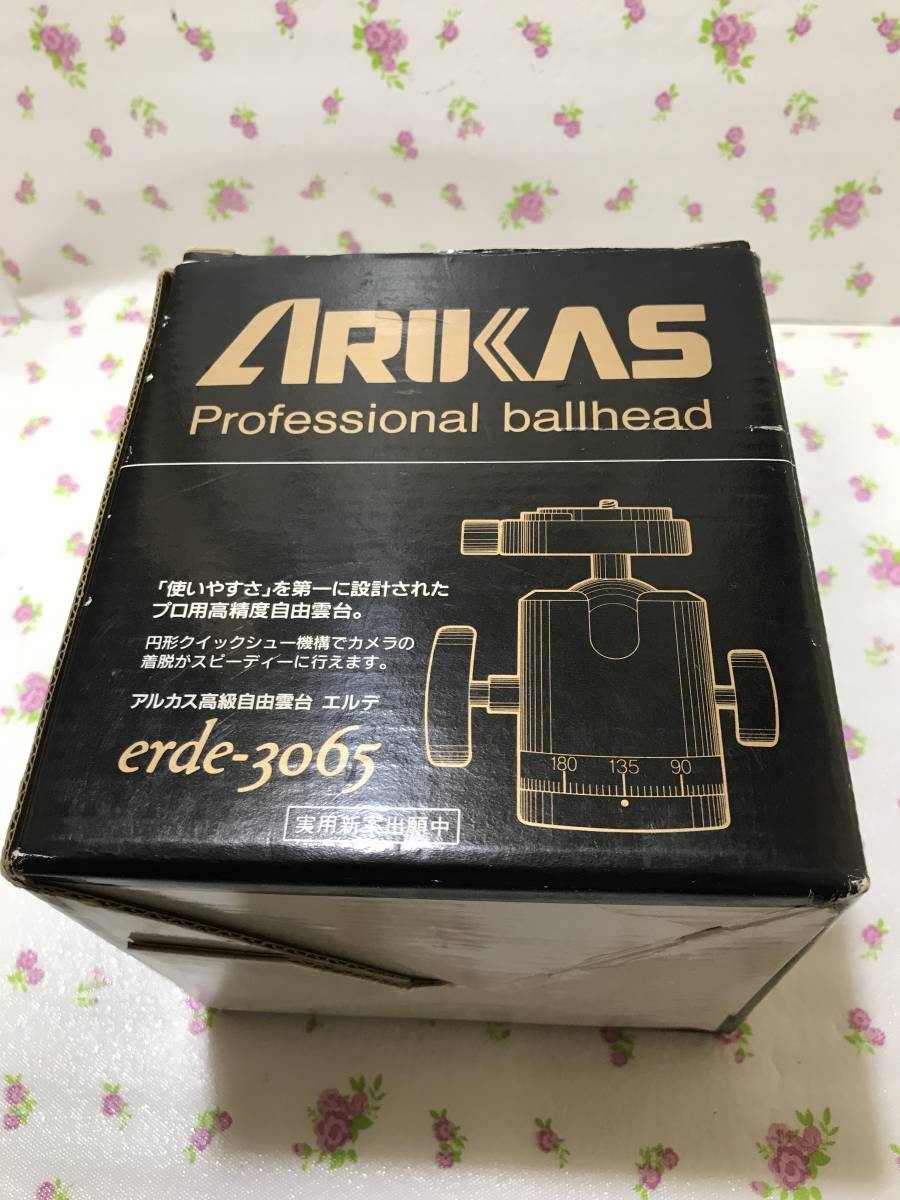 ARIKAS
Professional ballhead
「使いやすさ」を第一に設計された
プロ用高精度自由雲台。
円形クイックシュー機構でカメラの
着脱がスピーディーに行えます。
アルカス高級自由雲台 エルデ
erde-3065
実用新案出願中
180 135 90